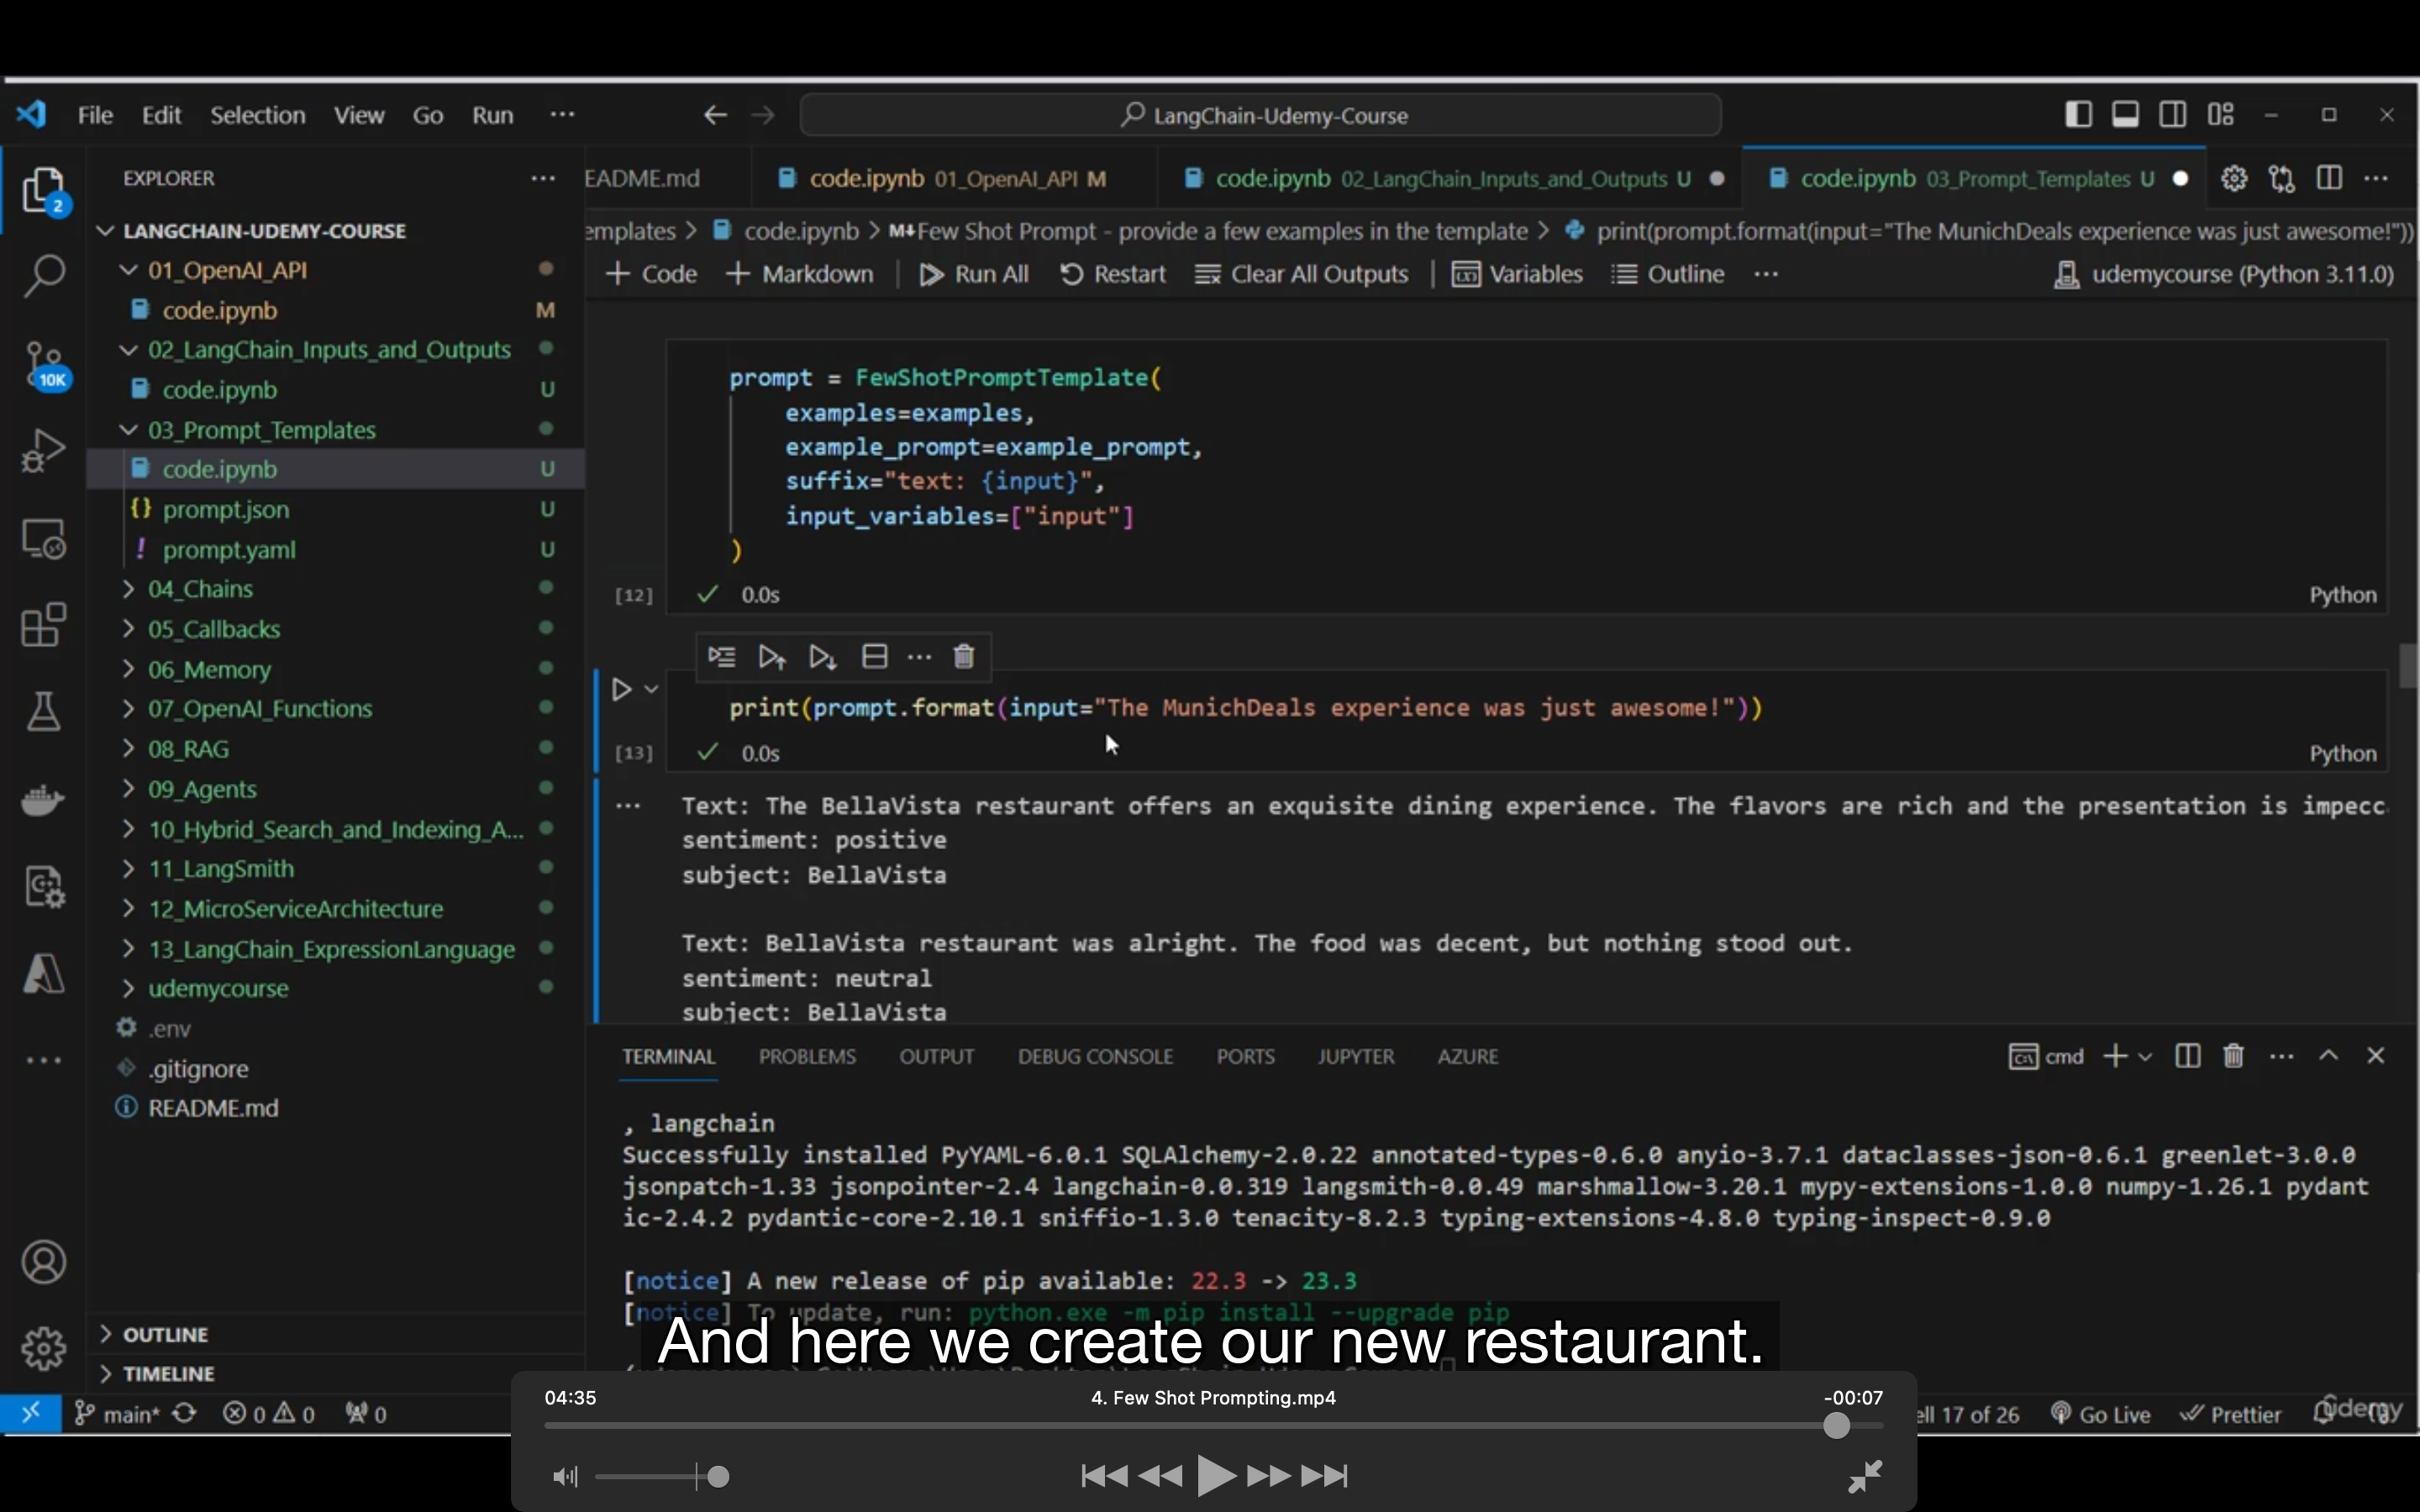 File Edit Selection View Go Run ··· LangChain-Udemy-Course
EXPLORER ···
2
LANGCHAIN-UDEMY-COURSE
01_OpenAI_API
code.ipynb M
02_LangChain_Inputs_and_Outputs
10K
code.ipynb U
03_Prompt_Templates
code.ipynb U
{} prompt.json U
! prompt.yaml U
04_Chains
05_Callbacks
06_Memory
07_OpenAI_Functions
08_RAG
09_Agents
10_Hybrid_Search_and_Indexing_A...
11_LangSmith
12_MicroServiceArchitecture
13_LangChain_ExpressionLanguage
udemycourse
.env
.gitignore
README.md
OUTLINE
TIMELINE
EADME.md code.ipynb 01_OpenAI_API M code.ipynb 02_LangChain_Inputs_and_Outputs U code.ipynb 03_Prompt_Templates U
emplates > code.ipynb > M↓Few Shot Prompt - provide a few examples in the template > print(prompt.format(input="The MunichDeals experience was just awesome!"))
+ Code + Markdown Run All Restart Clear All Outputs Variables Outline ··· udemycourse (Python 3.11.0)
prompt = FewShotPromptTemplate(
examples=examples,
example_prompt=example_prompt,
suffix="text: {input}",
input_variables=["input"]
)
[12] ✓ 0.0s Python
print(prompt.format(input="The MunichDeals experience was just awesome!"))
[13] ✓ 0.0s Python
··· Text: The BellaVista restaurant offers an exquisite dining experience. The flavors are rich and the presentation is impecc
sentiment: positive
subject: BellaVista
Text: BellaVista restaurant was alright. The food was decent, but nothing stood out.
sentiment: neutral
subject: BellaVista
TERMINAL PROBLEMS OUTPUT DEBUG CONSOLE PORTS JUPYTER AZURE cmd
, langchain
Successfully installed PyYAML-6.0.1 SQLAlchemy-2.0.22 annotated-types-0.6.0 anyio-3.7.1 dataclasses-json-0.6.1 greenlet-3.0.0
jsonpatch-1.33 jsonpointer-2.4 langchain-0.0.319 langsmith-0.0.49 marshmallow-3.20.1 mypy-extensions-1.0.0 numpy-1.26.1 pydant
ic-2.4.2 pydantic-core-2.10.1 sniffio-1.3.0 tenacity-8.2.3 typing-extensions-4.8.0 typing-inspect-0.9.0
[notice] A new release of pip available: 22.3 -> 23.3
[notice] To update, run: python.exe -m pip install --upgrade pip
And here we create our new restaurant.
04:35 4. Few Shot Prompting.mp4 -00:07
main* 0 0 0 ell 17 of 26 Go Live Prettier
Udemy